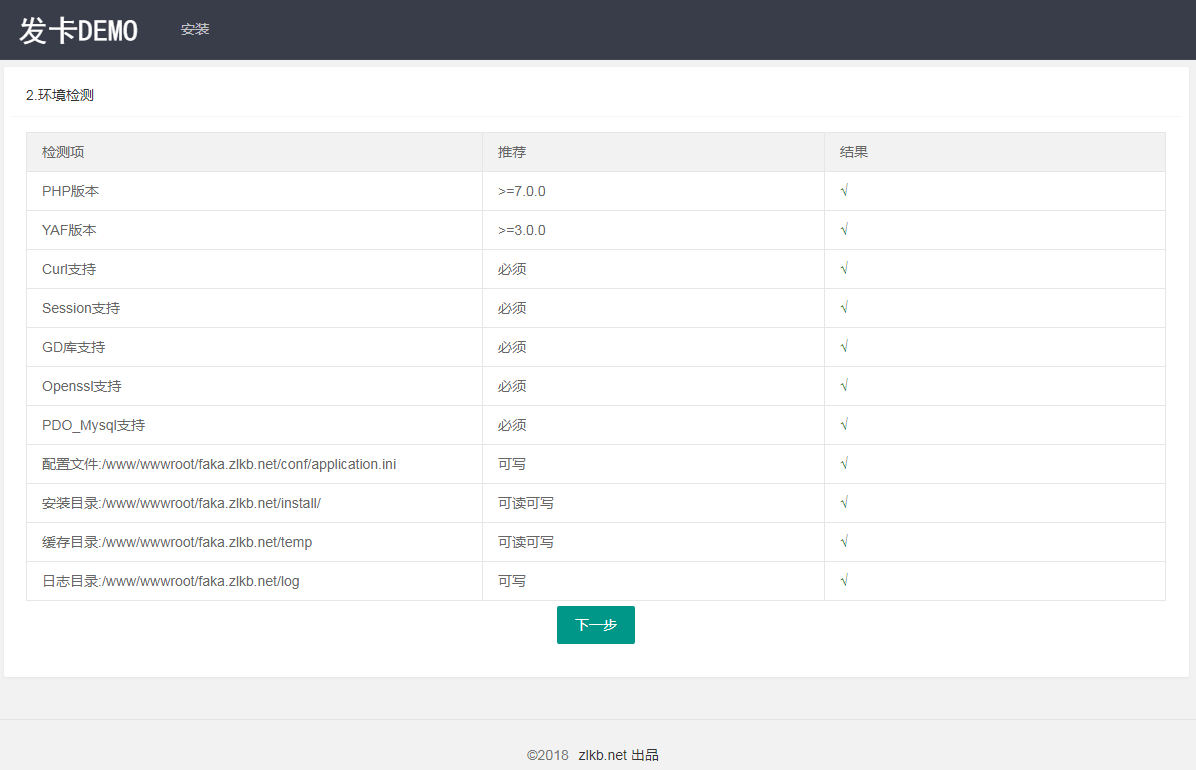 发卡DEMO 安装
2.环境检测
检测项 推荐 结果
PHP版本 >=7.0.0 √
YAF版本 >=3.0.0 √
Curl支持 必须 √
Session支持 必须 √
GD库支持 必须 √
Openssl支持 必须 √
PDO_Mysql支持 必须 √
配置文件:/www/wwwroot/faka.zlkb.net/conf/application.ini 可写 √
安装目录:/www/wwwroot/faka.zlkb.net/install/ 可读可写 √
缓存目录:/www/wwwroot/faka.zlkb.net/temp 可读可写 √
日志目录:/www/wwwroot/faka.zlkb.net/log 可写 √
下一步
©2018 zlkb.net 出品